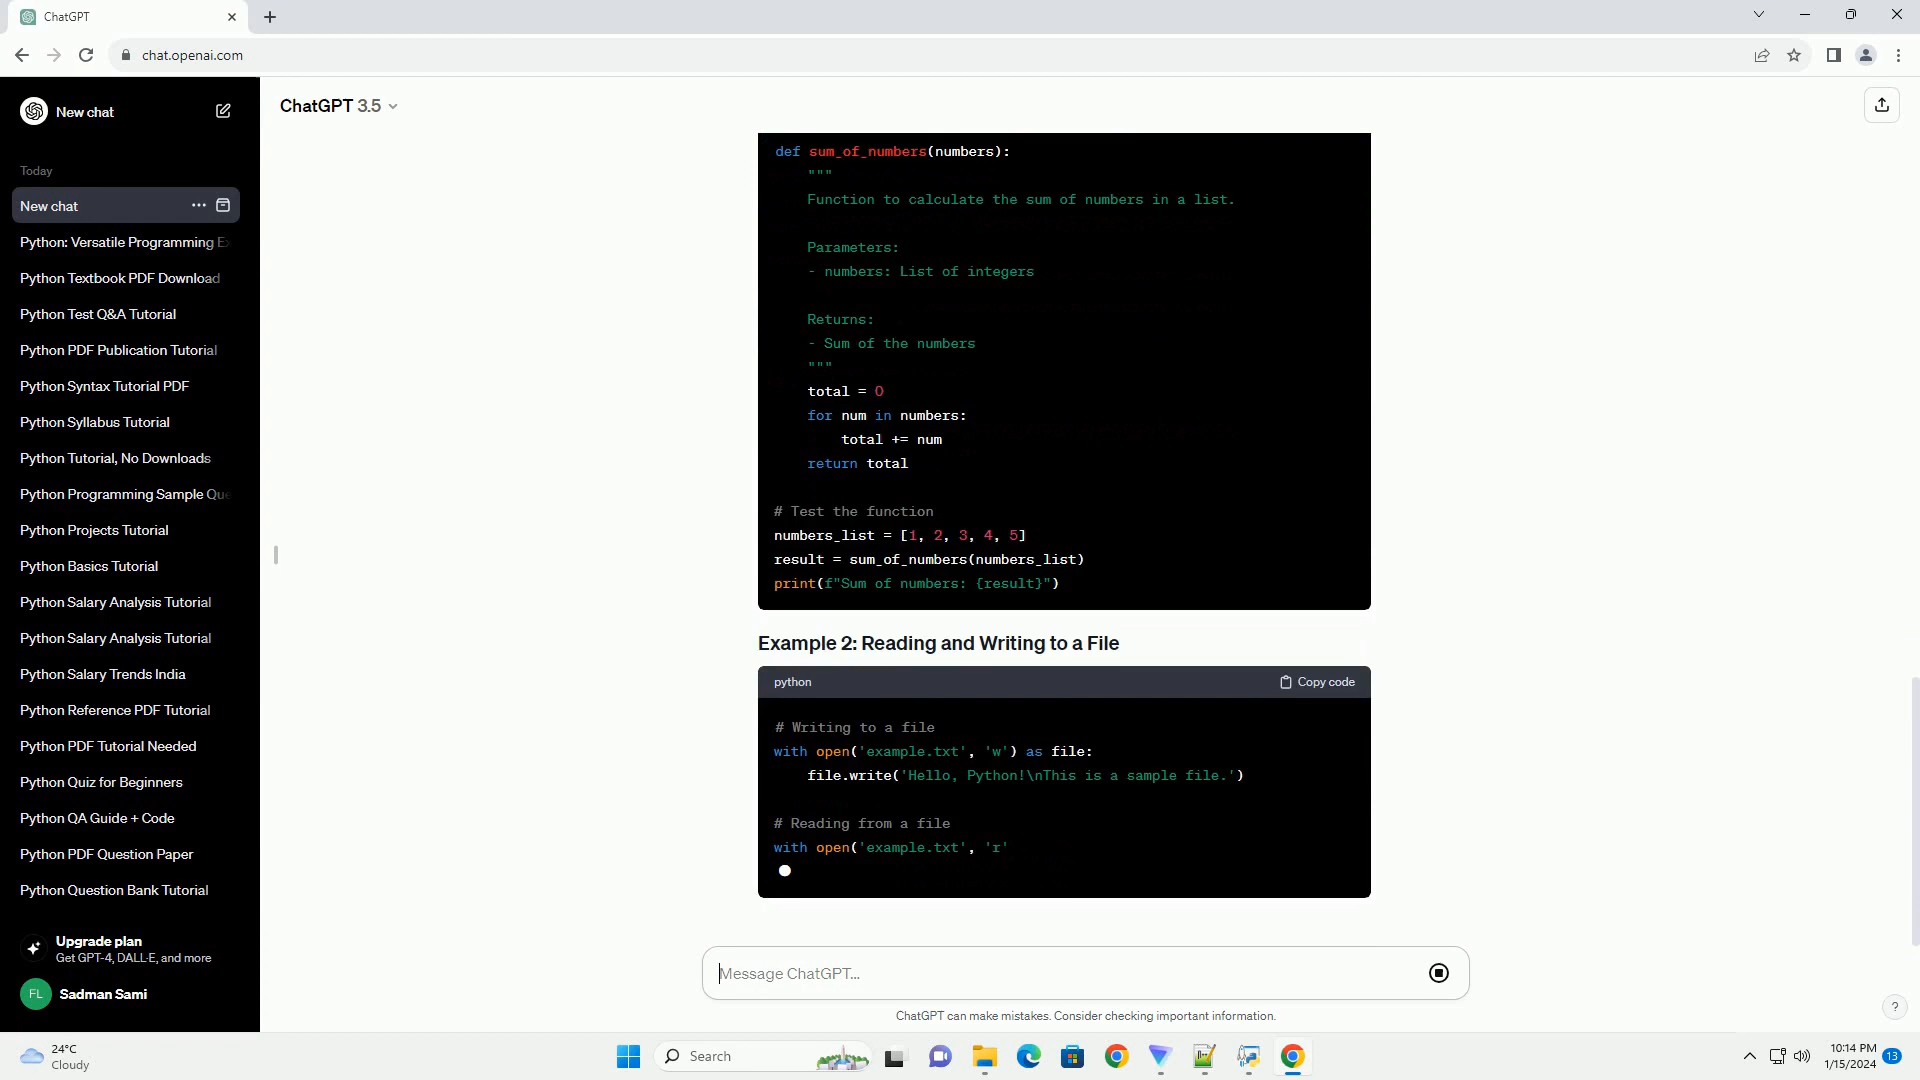 ChatGPT
chat.openai.com
New chat
ChatGPT 3.5
Today
New chat
Python: Versatile Programming Ex
Python Textbook PDF Download
Python Test Q&A Tutorial
Python PDF Publication Tutorial
Python Syntax Tutorial PDF
Python Syllabus Tutorial
Python Tutorial, No Downloads
Python Programming Sample Que
Python Projects Tutorial
Python Basics Tutorial
Python Salary Analysis Tutorial
Python Salary Analysis Tutorial
Python Salary Trends India
Python Reference PDF Tutorial
Python PDF Tutorial Needed
Python Quiz for Beginners
Python QA Guide + Code
Python PDF Question Paper
Python Question Bank Tutorial
Upgrade plan
Get GPT-4, DALL·E, and more
FL Sadman Sami
def sum_of_numbers(numbers):
"""
Function to calculate the sum of numbers in a list.
Parameters:
- numbers: List of integers
Returns:
- Sum of the numbers
"""
total = 0
for num in numbers:
total += num
return total
# Test the function
numbers_list = [1, 2, 3, 4, 5]
result = sum_of_numbers(numbers_list)
print(f"Sum of numbers: {result}")
Example 2: Reading and Writing to a File
python Copy code
# Writing to a file
with open('example.txt', 'w') as file:
file.write('Hello, Python!\nThis is a sample file.')
# Reading from a file
with open('example.txt', 'r'
Message ChatGPT...
ChatGPT can make mistakes. Consider checking important information.
?
24°C
Cloudy
Search
10:14 PM
1/15/2024
13